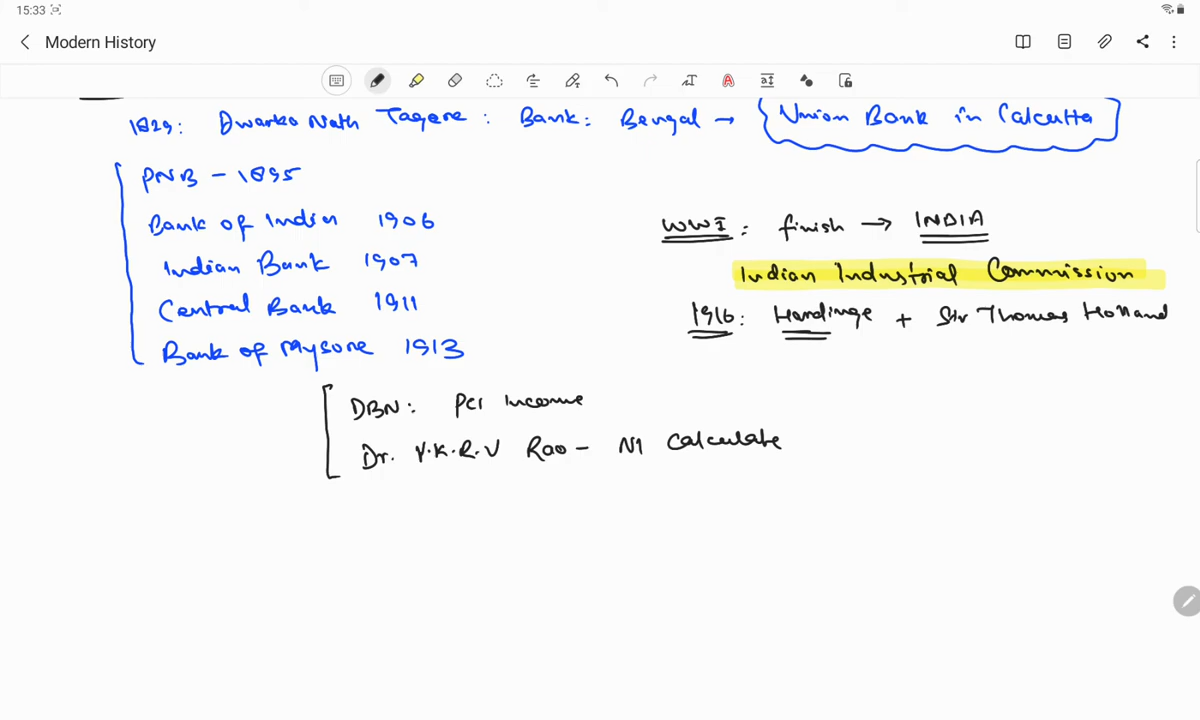 15:33
Modern History
1829: Dwarka Nath Tagore: Bank: Bengal → Union Bank in Calcutta
PNB - 1895
Bank of Indian 1906
Indian Bank 1907
Central Bank 1911
Bank of Mysore 1913
WWI: finish → INDIA
Indian Industrial Commission
1916: Hardinge + Sir Thomas Holland
DBN: PCI Income
Dr. V.K.R.V Rao - NI Calculate